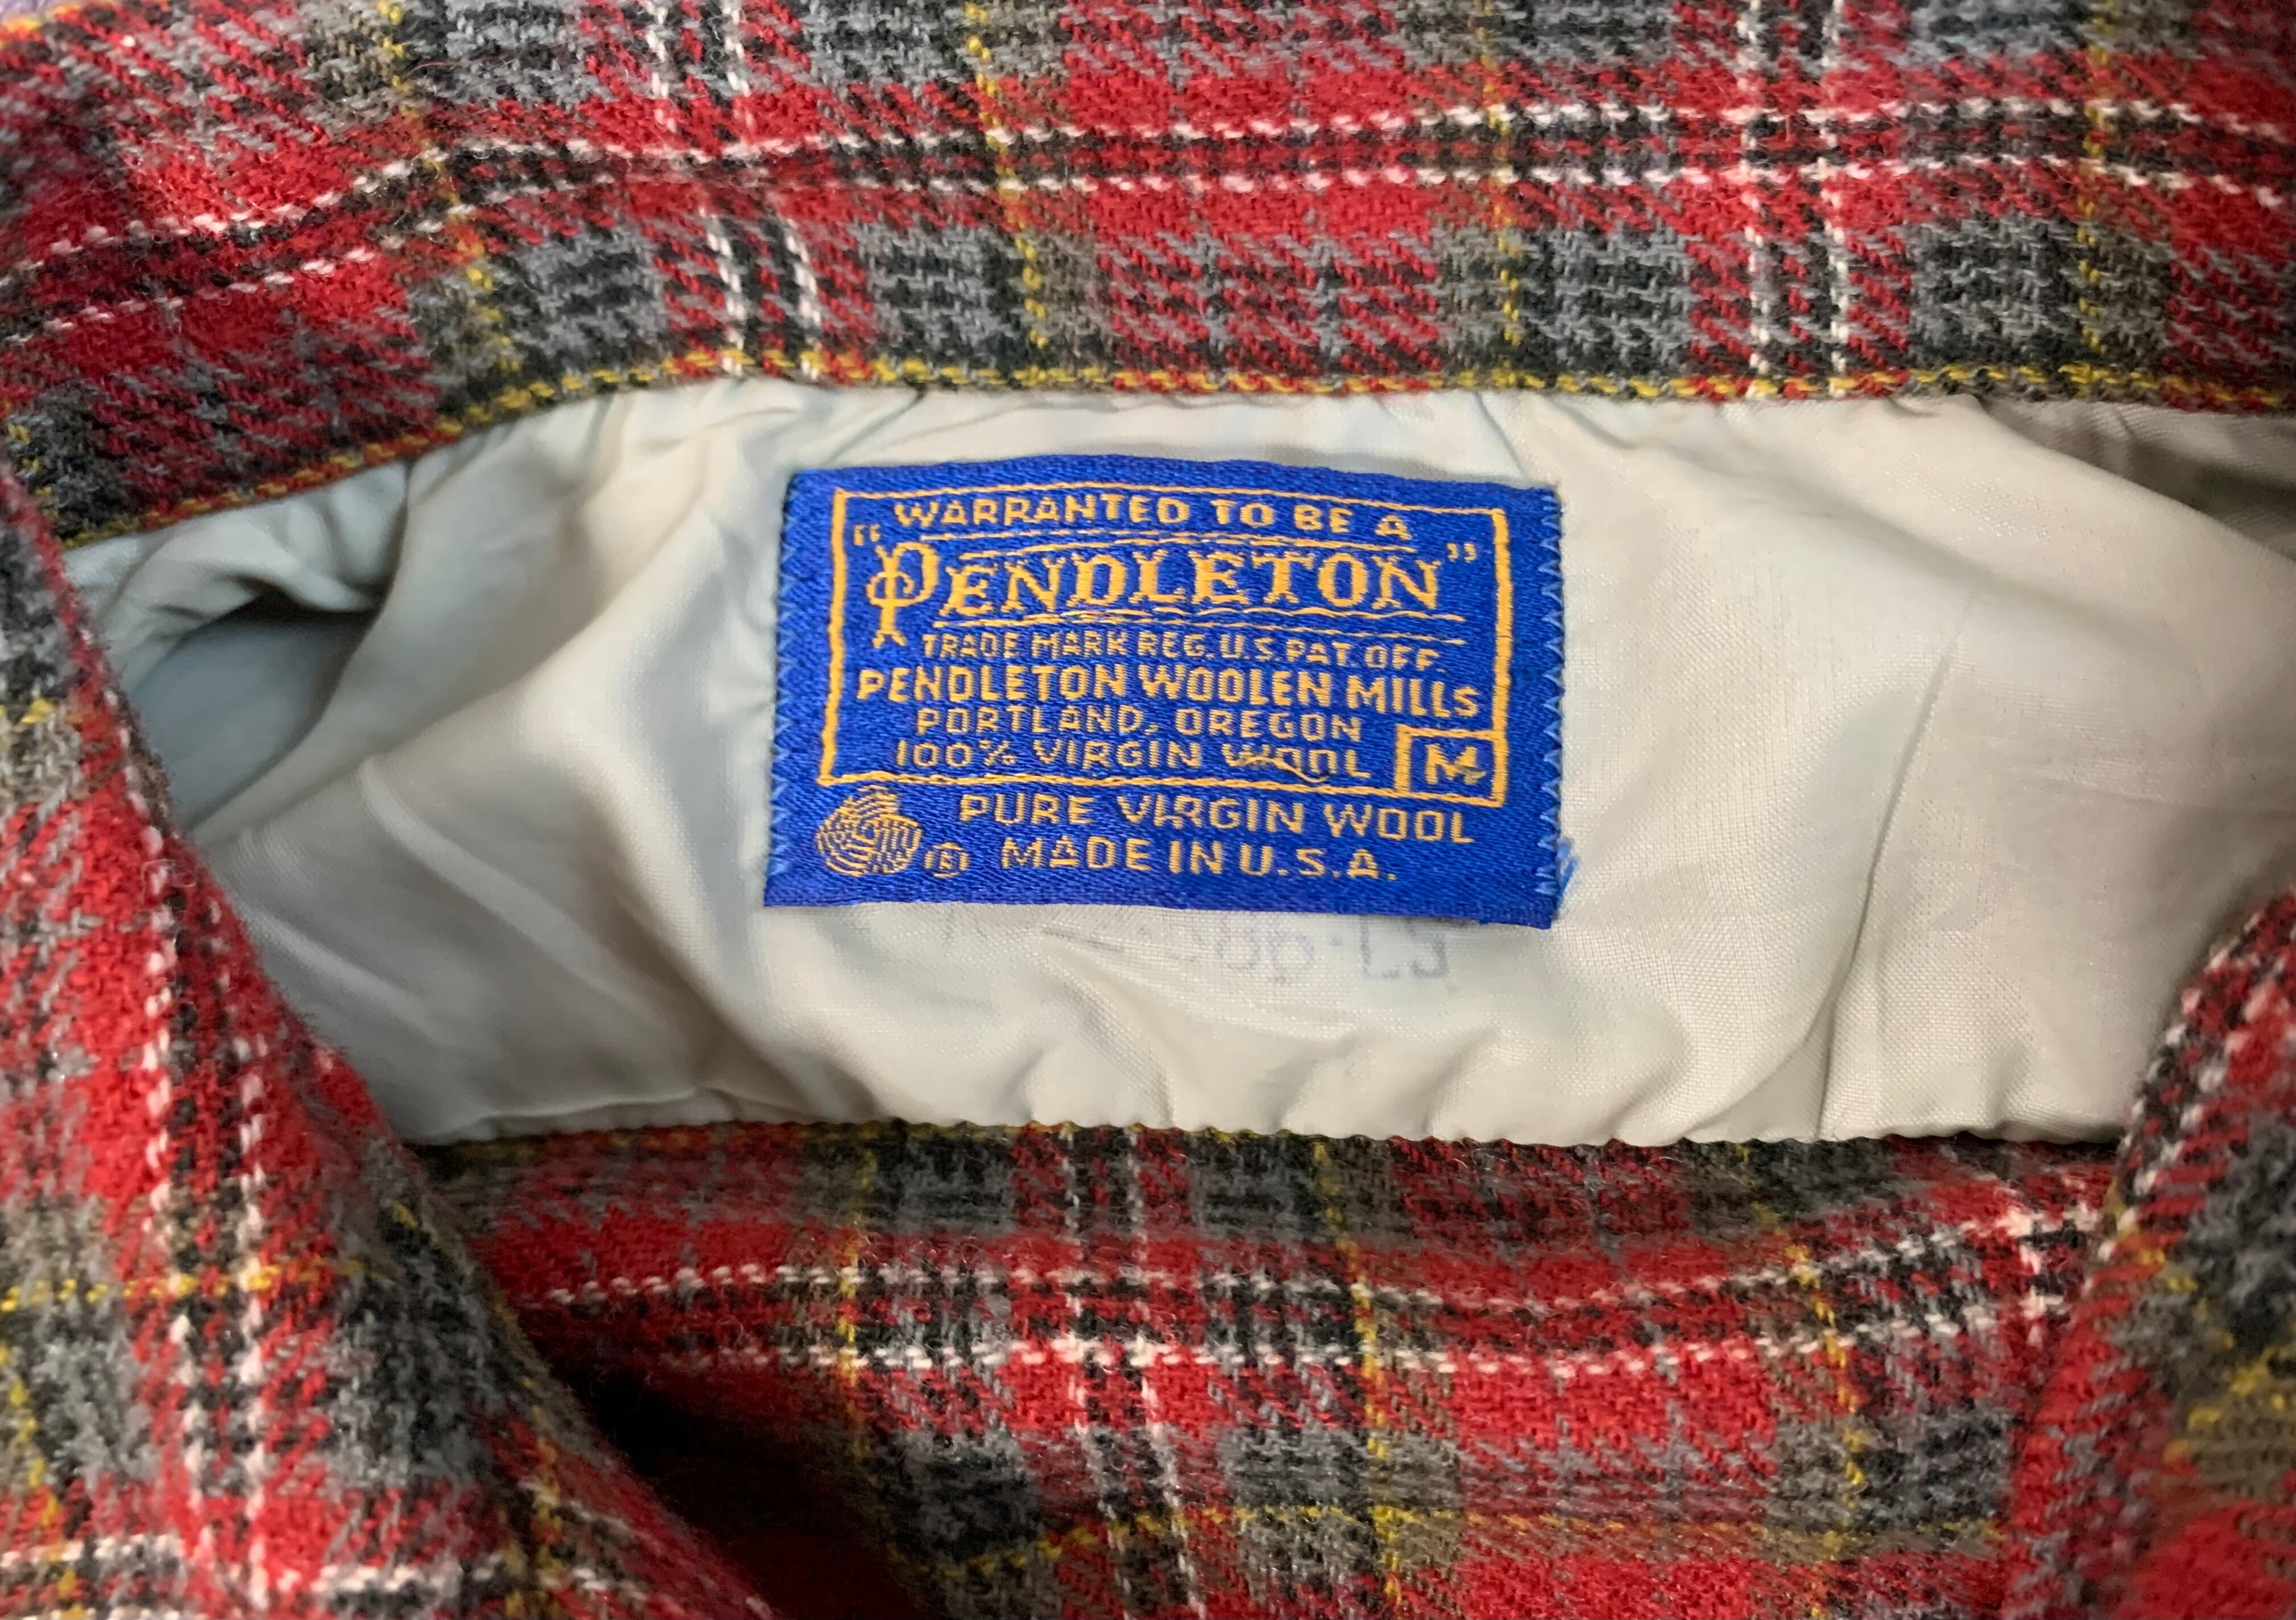 WARRANTED TO BE A
"PENDLETON"
TRADE MARK REG. U.S. PAT. OFF.
PENDLETON WOOLEN MILLS
PORTLAND, OREGON
100% VIRGIN WOOL
M
PURE VIRGIN WOOL
® MADE IN U.S.A.